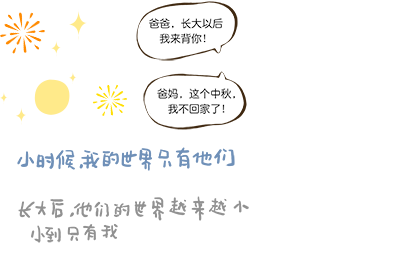 爸爸，长大以后
我来背你！
爸妈，这个中秋，
我不回家了！
小时候,我的世界只有他们
长大后,他们的世界越来越小
小到只有我